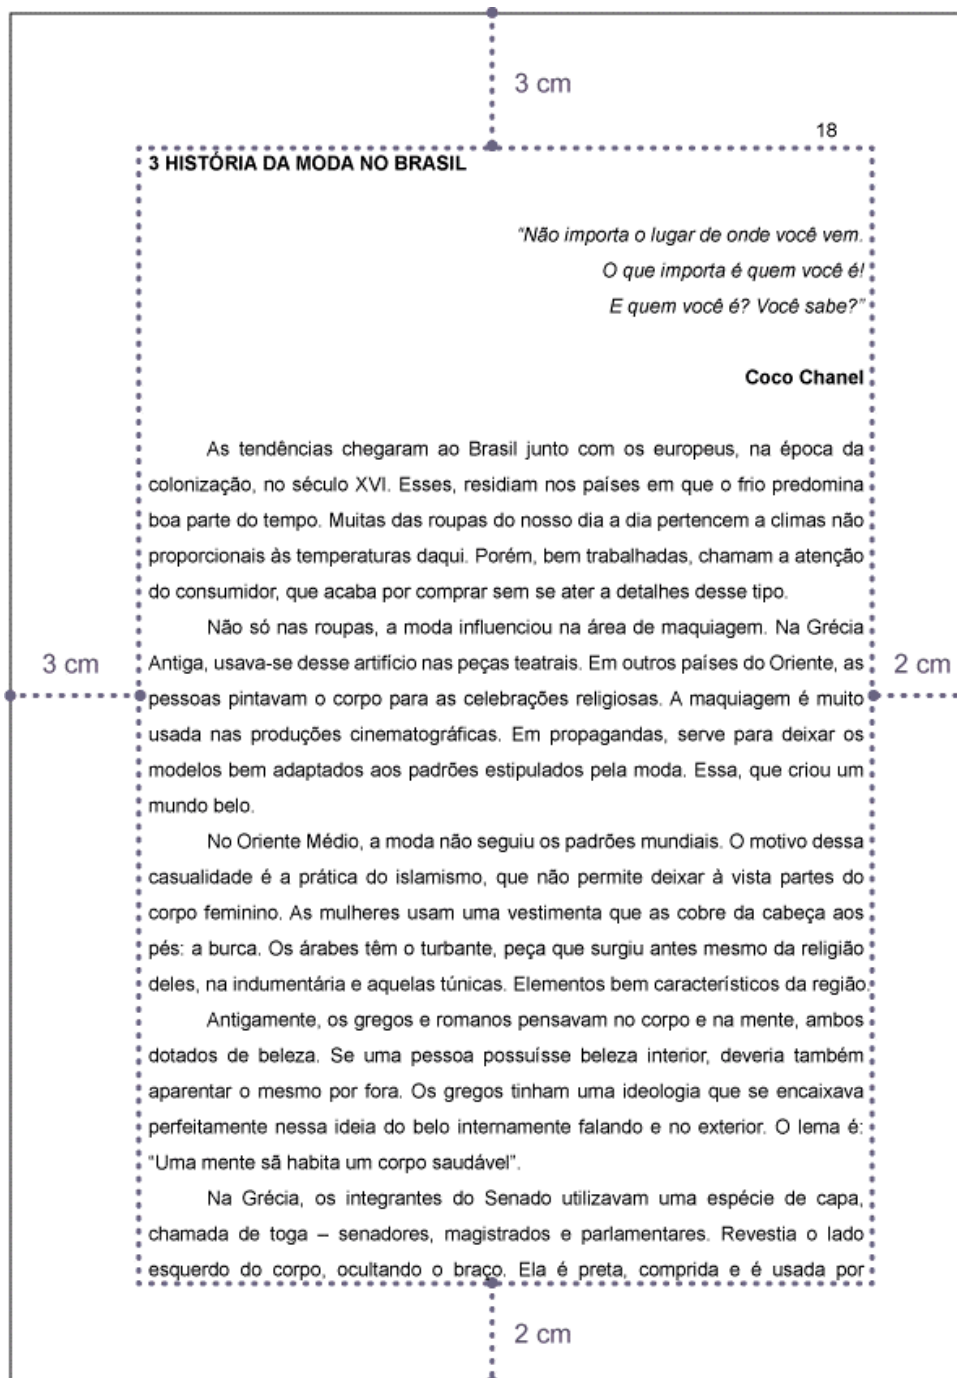 3 cm
18
3 HISTÓRIA DA MODA NO BRASIL
“Não importa o lugar de onde você vem.
O que importa é quem você é!
E quem você é? Você sabe?”
Coco Chanel
As tendências chegaram ao Brasil junto com os europeus, na época da
colonização, no século XVI. Esses, residiam nos países em que o frio predomina
boa parte do tempo. Muitas das roupas do nosso dia a dia pertencem a climas não
proporcionais às temperaturas daqui. Porém, bem trabalhadas, chamam a atenção
do consumidor, que acaba por comprar sem se ater a detalhes desse tipo.
Não só nas roupas, a moda influenciou na área de maquiagem. Na Grécia
3 cm
Antiga, usava-se desse artifício nas peças teatrais. Em outros países do Oriente, as
2 cm
pessoas pintavam o corpo para as celebrações religiosas. A maquiagem é muito
usada nas produções cinematográficas. Em propagandas, serve para deixar os
modelos bem adaptados aos padrões estipulados pela moda. Essa, que criou um
mundo belo.
No Oriente Médio, a moda não seguiu os padrões mundiais. O motivo dessa
casualidade é a prática do islamismo, que não permite deixar à vista partes do
corpo feminino. As mulheres usam uma vestimenta que as cobre da cabeça aos
pés: a burca. Os árabes têm o turbante, peça que surgiu antes mesmo da religião
deles, na indumentária e aquelas túnicas. Elementos bem característicos da região.
Antigamente, os gregos e romanos pensavam no corpo e na mente, ambos
dotados de beleza. Se uma pessoa possuísse beleza interior, deveria também
aparentar o mesmo por fora. Os gregos tinham uma ideologia que se encaixava
perfeitamente nessa ideia do belo internamente falando e no exterior. O lema é:
“Uma mente sã habita um corpo saudável”.
Na Grécia, os integrantes do Senado utilizavam uma espécie de capa,
chamada de toga – senadores, magistrados e parlamentares. Revestia o lado
esquerdo do corpo, ocultando o braço. Ela é preta, comprida e é usada por
2 cm